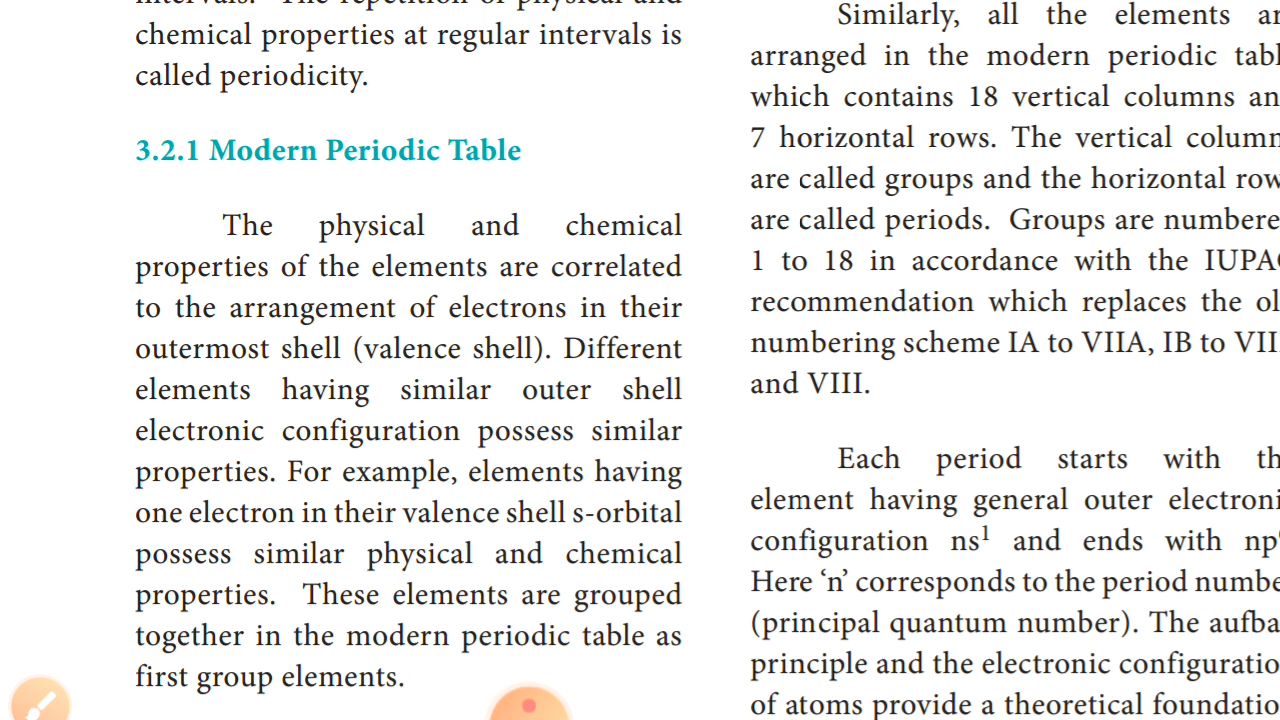 intervals. The repetition of physical and
chemical properties at regular intervals is
called periodicity.
3.2.1 Modern Periodic Table
The physical and chemical
properties of the elements are correlated
to the arrangement of electrons in their
outermost shell (valence shell). Different
elements having similar outer shell
electronic configuration possess similar
properties. For example, elements having
one electron in their valence shell s-orbital
possess similar physical and chemical
properties. These elements are grouped
together in the modern periodic table as
first group elements.
Similarly, all the elements
arranged in the modern periodic
which contains 18 vertical columns
7 horizontal rows. The vertical
are called groups and the horizontal
are called periods. Groups are
1 to 18 in accordance with the
recommendation which replaces the
numbering scheme IA to VIIA, IB to
and VIII.
Each period starts with
element having general outer
configuration ns¹ and ends with
Here ‘n’ corresponds to the period
(principal quantum number). The
principle and the electronic
of atoms provide a theoretical